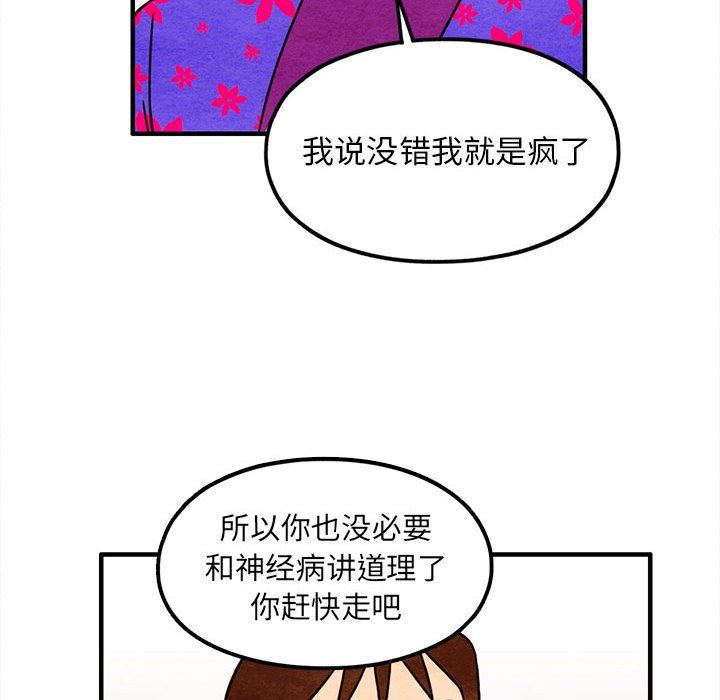 我说没错我就是疯了
所以你也没必要
和神经病讲道理了
你赶快走吧